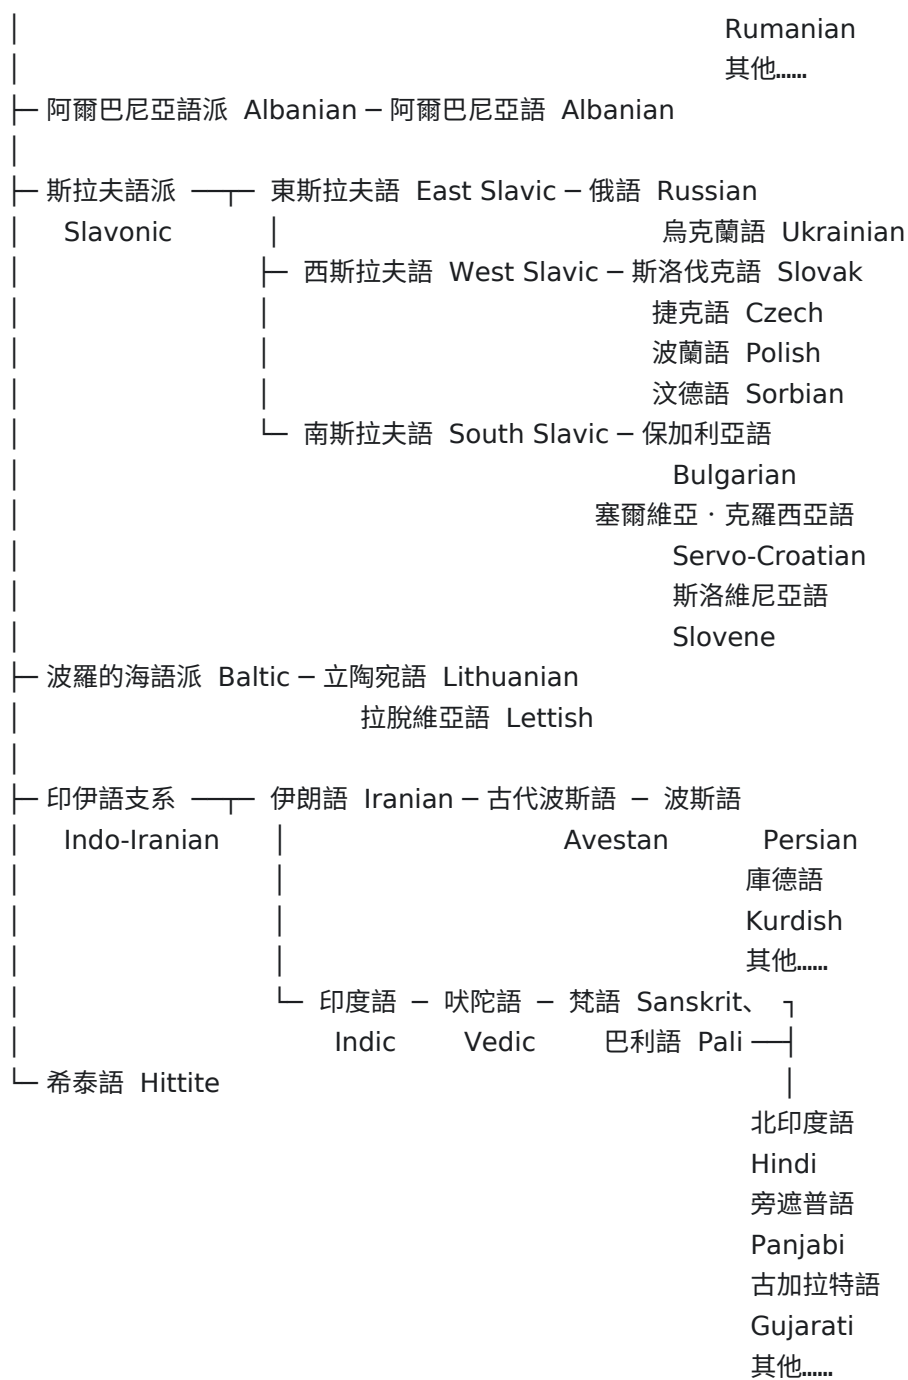 Rumanian
其他……
阿爾巴尼亞語派 Albanian－阿爾巴尼亞語 Albanian
斯拉夫語派 東斯拉夫語 East Slavic－俄語 Russian
Slavonic 烏克蘭語 Ukrainian
西斯拉夫語 West Slavic－斯洛伐克語 Slovak
捷克語 Czech
波蘭語 Polish
汶德語 Sorbian
南斯拉夫語 South Slavic－保加利亞語
Bulgarian
塞爾維亞．克羅西亞語
Servo-Croatian
斯洛維尼亞語
Slovene
波羅的海語派 Baltic－立陶宛語 Lithuanian
拉脫維亞語 Lettish
印伊語支系 伊朗語 Iranian－古代波斯語 － 波斯語
Indo-Iranian Avestan Persian
庫德語
Kurdish
其他……
印度語 － 吠陀語 － 梵語 Sanskrit、
Indic Vedic 巴利語 Pali
希泰語 Hittite
北印度語
Hindi
旁遮普語
Panjabi
古加拉特語
Gujarati
其他……